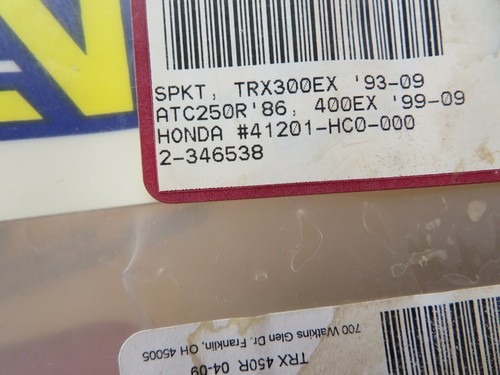 SPKT, TRX300EX '93-09
ATC250R'86, 400EX '99-09
HONDA #41201-HC0-000
2-346538
700 Watkins Glen Dr. Franklin, OH 45005
TRX 450R 04-09